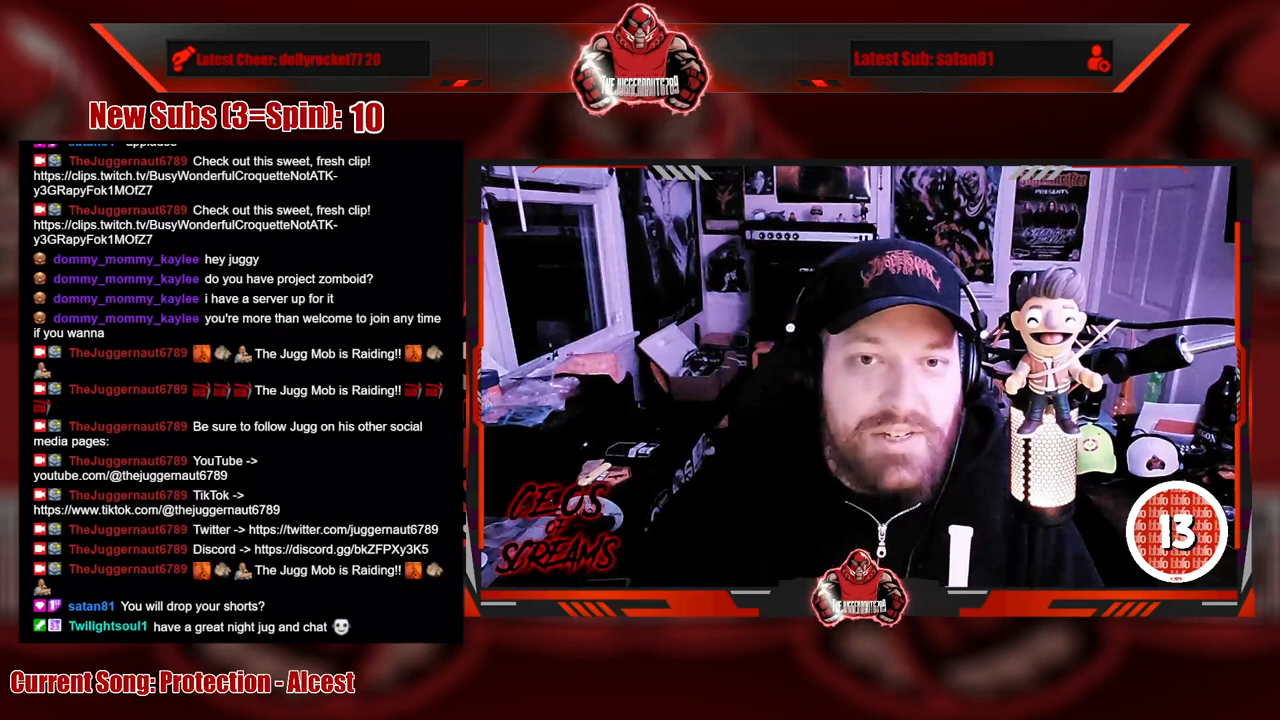 Latest Cheer: dollyrocket77 20
THEJUGGERNAUT6789
Latest Sub: satan81
New Subs (3=Spin): 10
TheJuggernaut6789 Check out this sweet, fresh clip!
https://clips.twitch.tv/BusyWonderfulCroquetteNotATK-
y3GRapyFok1MOfZ7
TheJuggernaut6789 Check out this sweet, fresh clip!
https://clips.twitch.tv/BusyWonderfulCroquetteNotATK-
y3GRapyFok1MOfZ7
dommy_mommy_kaylee hey juggy
dommy_mommy_kaylee do you have project zomboid?
dommy_mommy_kaylee i have a server up for it
dommy_mommy_kaylee you're more than welcome to join any time
if you wanna
TheJuggernaut6789 The Jugg Mob is Raiding!!
TheJuggernaut6789 The Jugg Mob is Raiding!!
TheJuggernaut6789 Be sure to follow Jugg on his other social
media pages:
TheJuggernaut6789 YouTube ->
youtube.com/@thejuggernaut6789
TheJuggernaut6789 TikTok ->
https://www.tiktok.com/@thejuggernaut6789
TheJuggernaut6789 Twitter -> https://twitter.com/juggernaut6789
TheJuggernaut6789 Discord -> https://discord.gg/bkZFPXy3K5
TheJuggernaut6789 The Jugg Mob is Raiding!!
satan81 You will drop your shorts?
Twilightsoul1 have a great night jug and chat
PRESENTS
OF
SCREAMS
bbfc
13
THEJUGGERNAUT6789
Current Song: Protection - Alcest